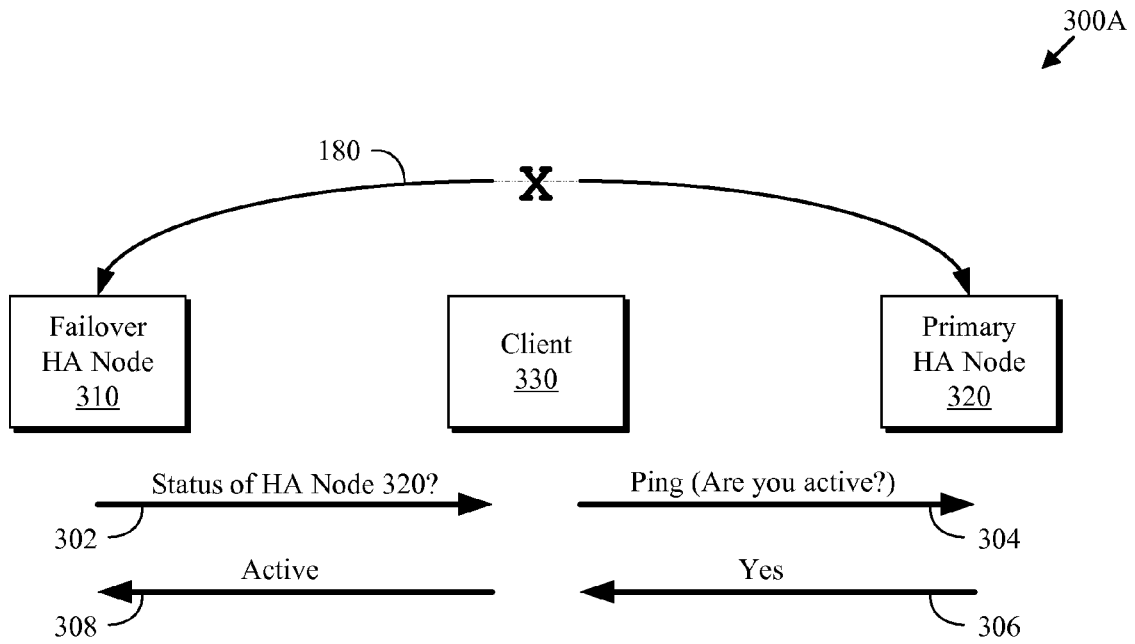 300A
180
X
Failover
HA Node
310
Client
330
Primary
HA Node
320
Status of HA Node 320?
Ping (Are you active?)
302
304
Active
Yes
308
306